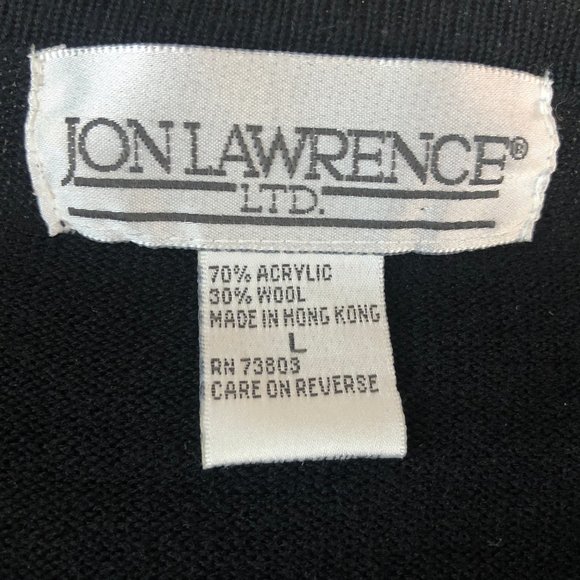 JON LAWRENCE®
LTD.
70% ACRYLIC
30% WOOL
MADE IN HONG KONG
L
RN 73803
CARE ON REVERSE